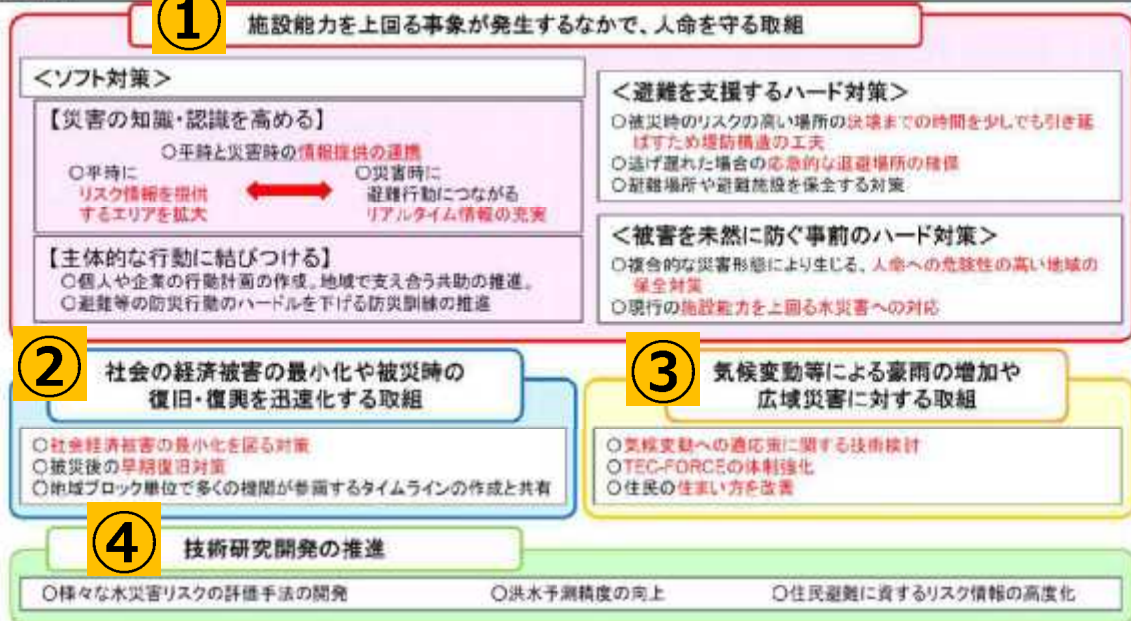 ①
施設能力を上回る事象が発生するなかで、人命を守る取組
＜ソフト対策＞
【災害の知識・認識を高める】
○平時と災害時の情報提供の連携
○平時に
リスク情報を提供
するエリアを拡大
○災害時に
避難行動につながる
リアルタイム情報の充実
【主体的な行動に結びつける】
○個人や企業の行動計画の作成。地域で支え合う共助の推進。
○避難等の防災行動のハードルを下げる防災訓練の推進
＜避難を支援するハード対策＞
○被災時のリスクの高い場所の決壊までの時間を少しでも引き延
ばすため堤防構造の工夫
○逃げ遅れた場合の応急的な退避場所の確保
○避難場所や避難施設を保全する対策
＜被害を未然に防ぐ事前のハード対策＞
○複合的な災害形態により生じる、人命への危険性の高い地域の
保全対策
○現行の施設能力を上回る水災害への対応
②
社会の経済被害の最小化や被災時の
復旧・復興を迅速化する取組
○社会経済被害の最小化を図る対策
○被災後の早期復旧対策
○地域ブロック単位で多くの機関が参画するタイムラインの作成と共有
③
気候変動等による豪雨の増加や
広域災害に対する取組
○気候変動への適応策に関する技術検討
○TEC-FORCEの体制強化
○住民の住まい方を改善
④
技術研究開発の推進
○様々な水災害リスクの評価手法の開発
○洪水予測精度の向上
○住民避難に資するリスク情報の高度化